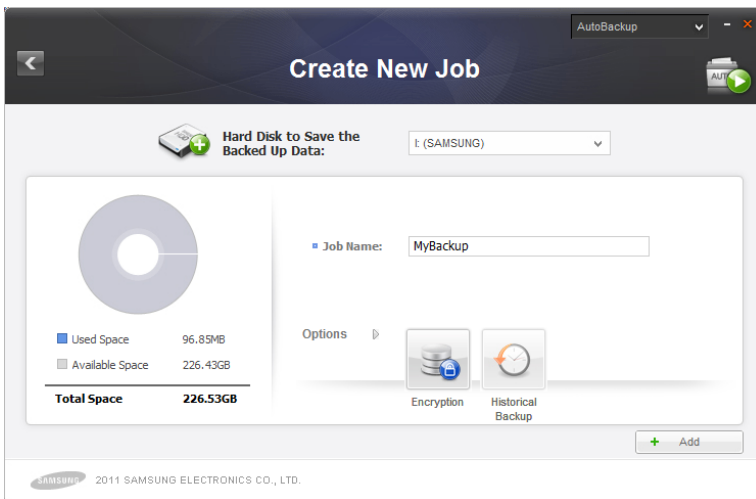 AutoBackup
Create New Job
AUTO
Hard Disk to Save the
Backed Up Data:
I: (SAMSUNG)
Job Name:
MyBackup
Used Space 96.85MB
Available Space 226.43GB
Total Space 226.53GB
Options
Encryption
Historical
Backup
+ Add
SAMSUNG 2011 SAMSUNG ELECTRONICS CO., LTD.